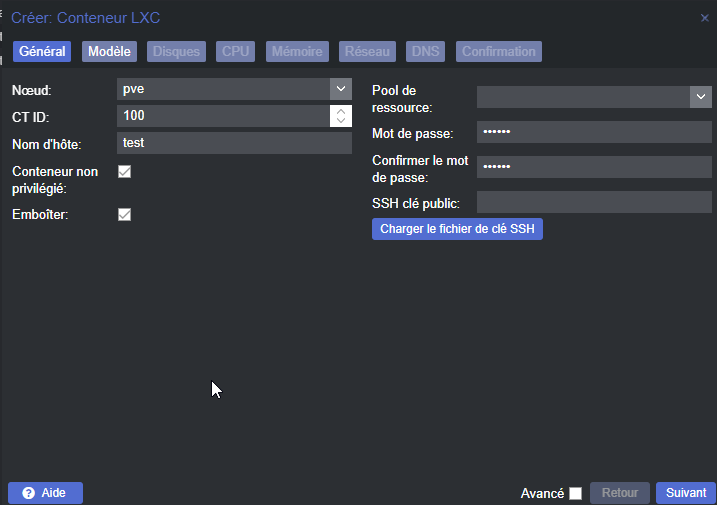 Créer: Conteneur LXC
Général
Modèle
Disques
CPU
Mémoire
Réseau
DNS
Confirmation
Nœud:
pve
CT ID:
100
Nom d'hôte:
test
Conteneur non
privilégié:
Emboîter:
Pool de
ressource:
Mot de passe:
••••••
Confirmer le mot
de passe:
••••••
SSH clé public:
Charger le fichier de clé SSH
? Aide
Avancé
Retour
Suivant